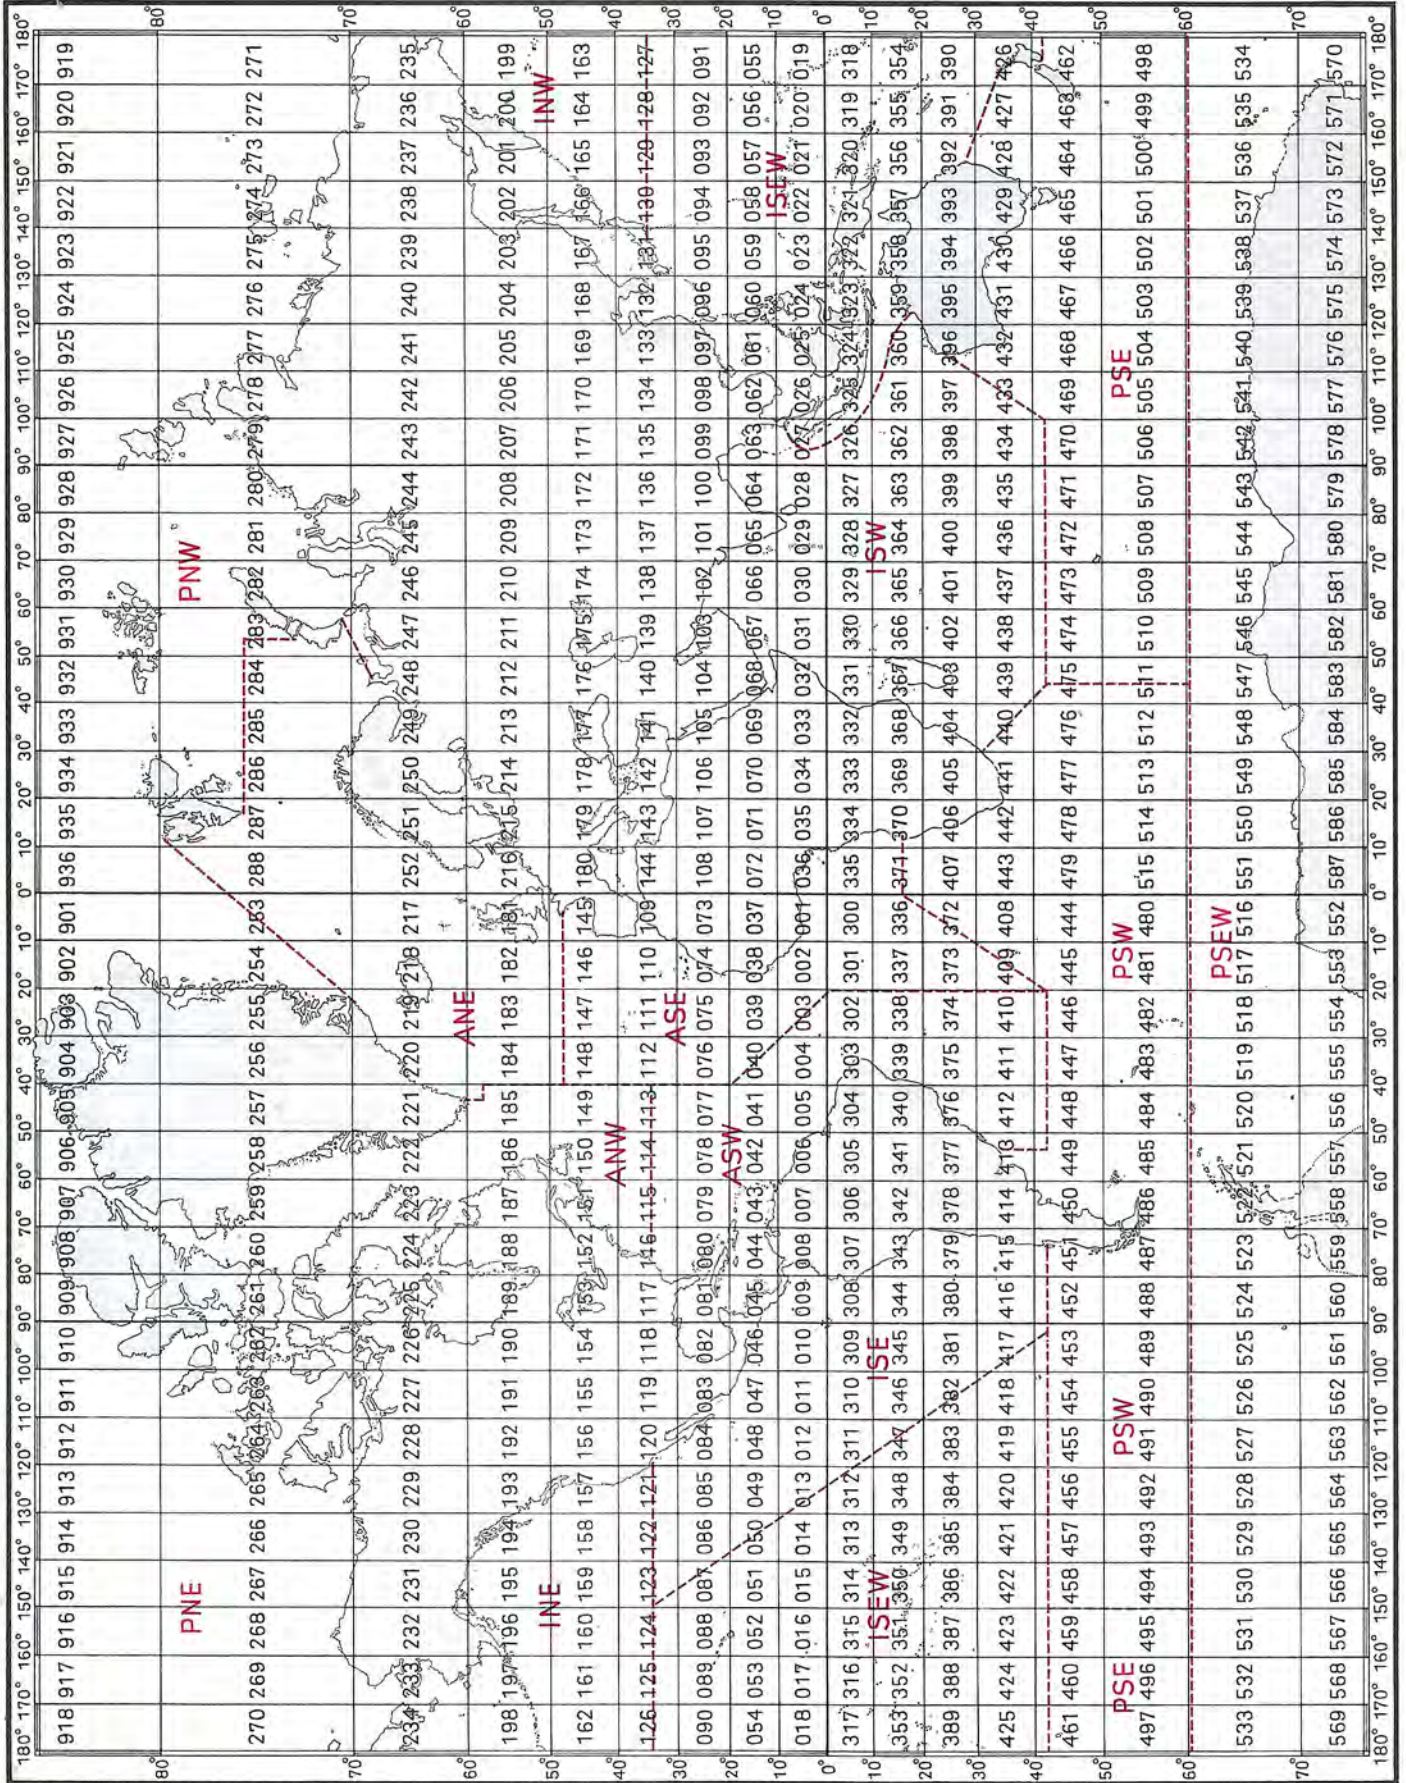 180° 170° 160° 150° 140° 130° 120° 110° 100° 90° 80° 70° 60° 50° 40° 30° 20° 10° 0° 10° 20° 30° 40° 50° 60° 70° 80° 90° 100° 110° 120° 130° 140° 150° 160° 170° 180°
918 917 916 915 914 913 912 911 910 909 908 907 906 905 904 903 902 901 936 935 934 933 932 931 930 929 928 927 926 925 924 923 922 921 920 919
80° 80°
PNE PNW
270 269 268 267 266 265 264 263 262 261 260 259 258 257 256 255 254 253 288 287 286 285 284 283 282 281 280 279 278 277 276 275 274 273 272 271
70° 70°
234 233 232 231 230 229 228 227 226 225 224 223 222 221 220 219 218 217 252 251 250 249 248 247 246 245 244 243 242 241 240 239 238 237 236 235
60° ANE 60°
198 197 196 195 194 193 192 191 190 189 188 187 186 185 184 183 182 181 216 215 214 213 212 211 210 209 208 207 206 205 204 203 202 201 200 199
50° INE INW 50°
162 161 160 159 158 157 156 155 154 153 152 151 150 149 148 147 146 145 180 179 178 177 176 175 174 173 172 171 170 169 168 167 166 165 164 163
40° ANW 40°
126 125 124 123 122 121 120 119 118 117 116 115 114 113 112 111 110 109 144 143 142 141 140 139 138 137 136 135 134 133 132 131 130 129 128 127
30° ASE 30°
090 089 088 087 086 085 084 083 082 081 080 079 078 077 076 075 074 073 108 107 106 105 104 103 102 101 100 099 098 097 096 095 094 093 092 091
20° ASW 20°
054 053 052 051 050 049 048 047 046 045 044 043 042 041 040 039 038 037 072 071 070 069 068 067 066 065 064 063 062 061 060 059 058 057 056 055
10° ISEW 10°
018 017 016 015 014 013 012 011 010 009 008 007 006 005 004 003 002 001 036 035 034 033 032 031 030 029 028 027 026 025 024 023 022 021 020 019
0° 0°
317 316 315 314 313 312 311 310 309 308 307 306 305 304 303 302 301 300 335 334 333 332 331 330 329 328 327 326 325 324 323 322 321 320 319 318
10° ISEW ISE ISW 10°
353 352 351 350 349 348 347 346 345 344 343 342 341 340 339 338 337 336 371 370 369 368 367 366 365 364 363 362 361 360 359 358 357 356 355 354
20° 20°
389 388 387 386 385 384 383 382 381 380 379 378 377 376 375 374 373 372 407 406 405 404 403 402 401 400 399 398 397 396 395 394 393 392 391 390
30° 30°
425 424 423 422 421 420 419 418 417 416 415 414 413 412 411 410 409 408 443 442 441 440 439 438 437 436 435 434 433 432 431 430 429 428 427 426
40° 40°
461 460 459 458 457 456 455 454 453 452 451 450 449 448 447 446 445 444 479 478 477 476 475 474 473 472 471 470 469 468 467 466 465 464 463 462
50° 50°
PSE PSW PSW PSE
497 496 495 494 493 492 491 490 489 488 487 486 485 484 483 482 481 480 515 514 513 512 511 510 509 508 507 506 505 504 503 502 501 500 499 498
60° 60°
PSEW
533 532 531 530 529 528 527 526 525 524 523 522 521 520 519 518 517 516 551 550 549 548 547 546 545 544 543 542 541 540 539 538 537 536 535 534
70° 70°
569 568 567 566 565 564 563 562 561 560 559 558 557 556 555 554 553 552 587 586 585 584 583 582 581 580 579 578 577 576 575 574 573 572 571 570
180° 170° 160° 150° 140° 130° 120° 110° 100° 90° 80° 70° 60° 50° 40° 30° 20° 10° 0° 10° 20° 30° 40° 50° 60° 70° 80° 90° 100° 110° 120° 130° 140° 150° 160° 170° 180°